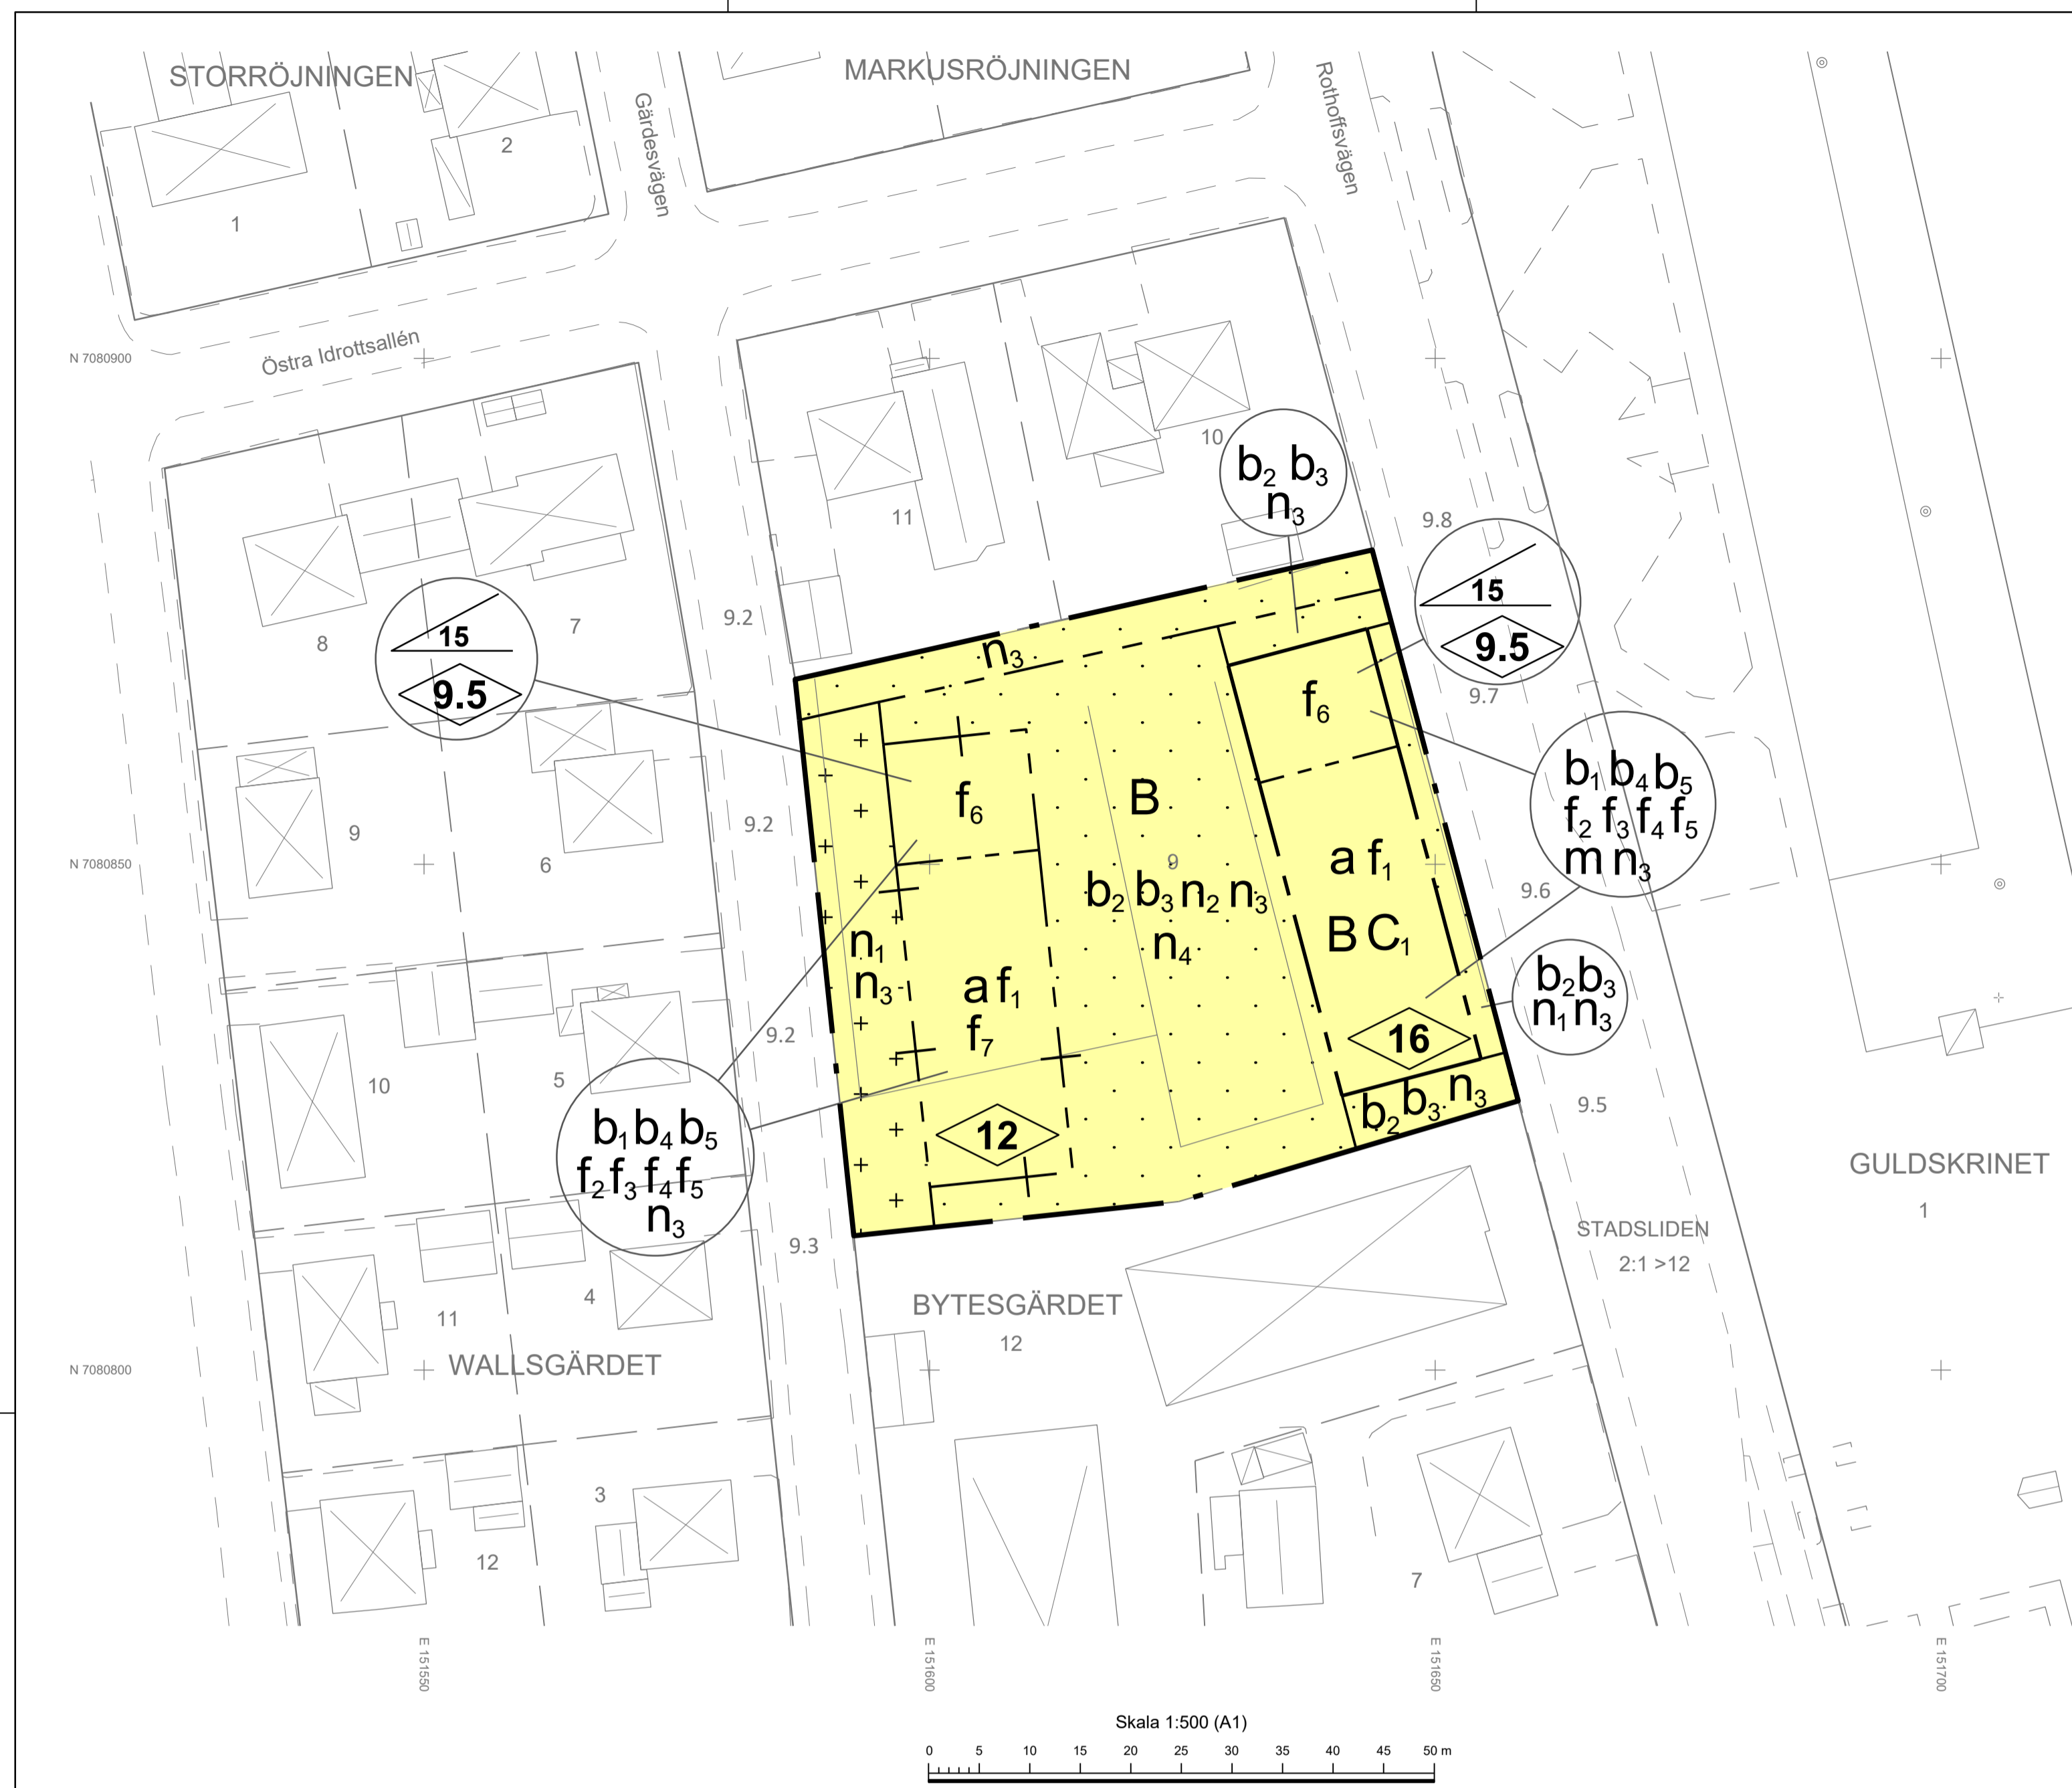 STORRÖJNINGEN
MARKUSRÖJNINGEN
Gärdesvägen
Rothoffsvägen
2
1
Östra Idrottsallén
N 7080900
10
11
b2 b3
n3
9.8
15
9.5
15
9.5
9.2
7
8
9.7
n3
f6
f6
B
b1 b4 b5
f2 f3 f4 f5
m n3
9.2
9
6
N 7080850
9
a f1
b2 b3 n2 n3
n4
B C1
9.6
n1
n3
a f1
f7
b2 b3
n1 n3
9.2
16
10
5
b1 b4 b5
f2 f3 f4 f5
n3
12
b2 b3 n3
9.5
GULDSKRINET
1
9.3
STADSLIDEN
2:1 >12
4
11
BYTESGÄRDET
12
WALLSGÄRDET
N 7080800
3
12
7
E 151550
E 151600
E 151650
E 151700
Skala 1:500 (A1)
0 5 10 15 20 25 30 35 40 45 50 m